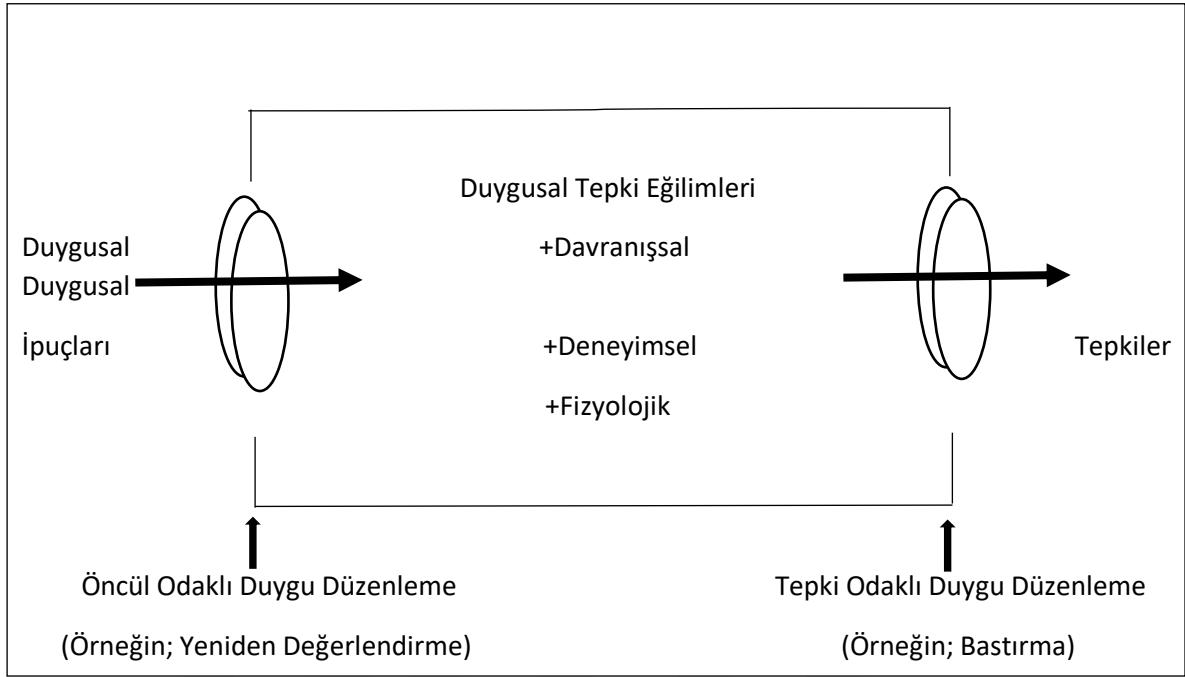 Duygusal Tepki Eğilimleri
Duygusal
Duygusal
+Davranışsal
İpuçları
+Deneyimsel
Tepkiler
+Fizyolojik
Öncül Odaklı Duygu Düzenleme
(Örneğin; Yeniden Değerlendirme)
Tepki Odaklı Duygu Düzenleme
(Örneğin; Bastırma)